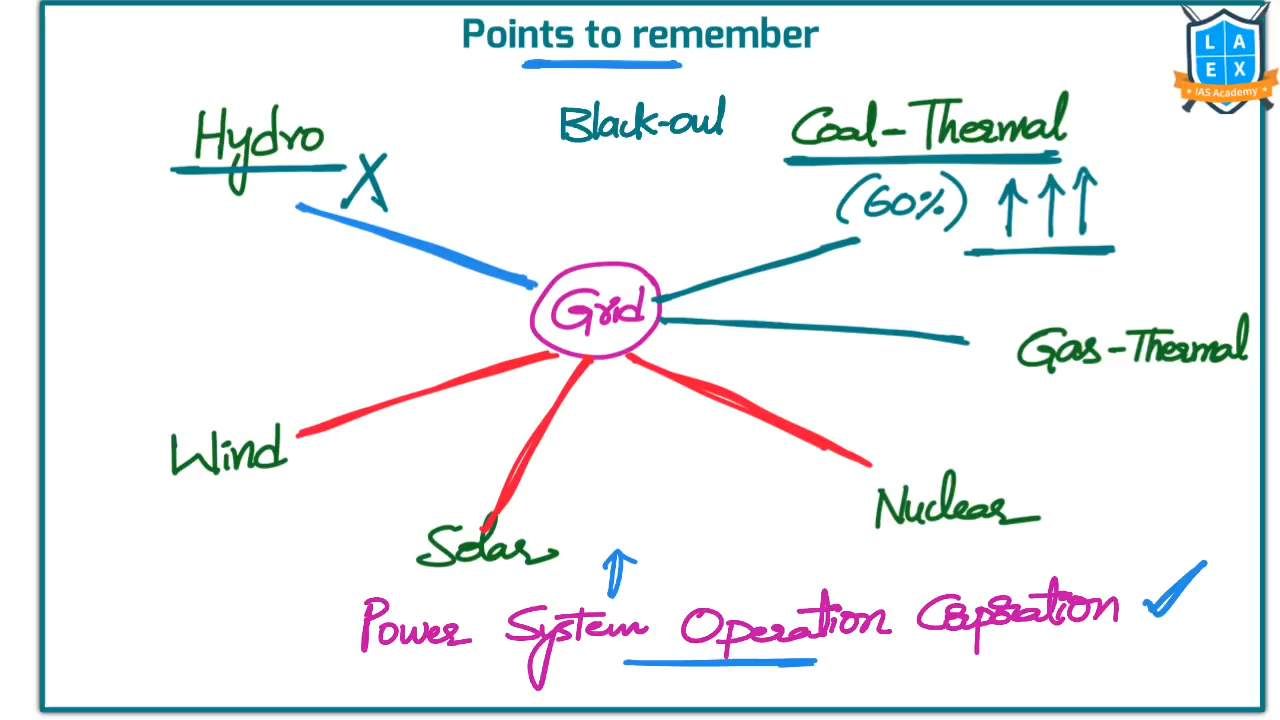 Points to remember
L A
E X
IAS Academy
Hydro
X
Black-out
Coal-Thermal
(60%)
Grid
Gas-Thermal
Wind
Solar
Nuclear
Power System Operation Corporation